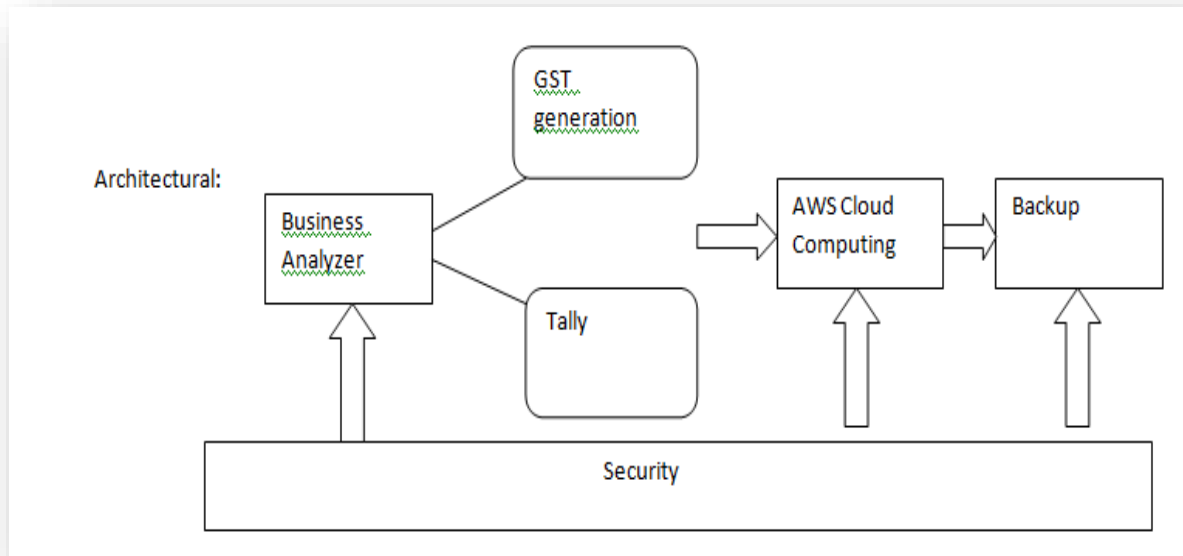 GST
generation
Architectural:
Business
Analyzer
AWS Cloud
Computing
Backup
Tally
Security